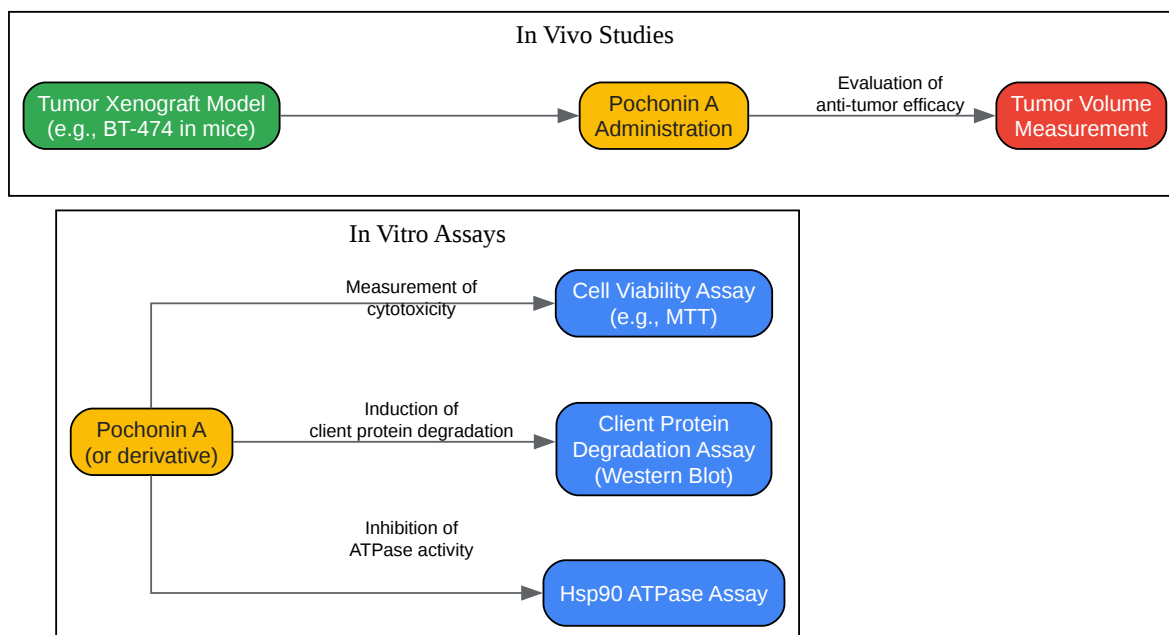 In Vivo Studies
Tumor Xenograft Model
(e.g., BT-474 in mice)
Pochonin A
Administration
Evaluation of
anti-tumor efficacy
Tumor Volume
Measurement
In Vitro Assays
Pochonin A
(or derivative)
Measurement of
cytotoxicity
Cell Viability Assay
(e.g., MTT)
Induction of
client protein degradation
Client Protein
Degradation Assay
(Western Blot)
Inhibition of
ATPase activity
Hsp90 ATPase Assay